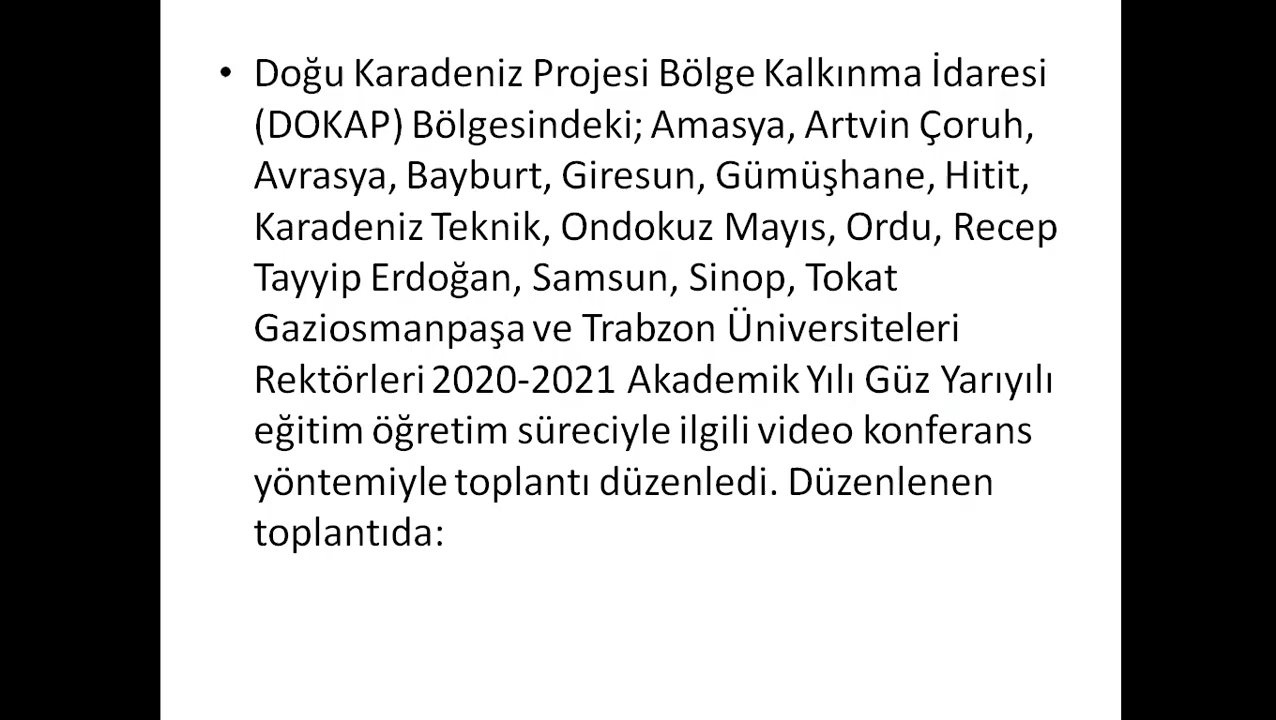 • Doğu Karadeniz Projesi Bölge Kalkınma İdaresi
(DOKAP) Bölgesindeki; Amasya, Artvin Çoruh,
Avrasya, Bayburt, Giresun, Gümüşhane, Hitit,
Karadeniz Teknik, Ondokuz Mayıs, Ordu, Recep
Tayyip Erdoğan, Samsun, Sinop, Tokat
Gaziosmanpaşa ve Trabzon Üniversiteleri
Rektörleri 2020-2021 Akademik Yılı Güz Yarıyılı
eğitim öğretim süreciyle ilgili video konferans
yöntemiyle toplantı düzenledi. Düzenlenen
toplantıda: